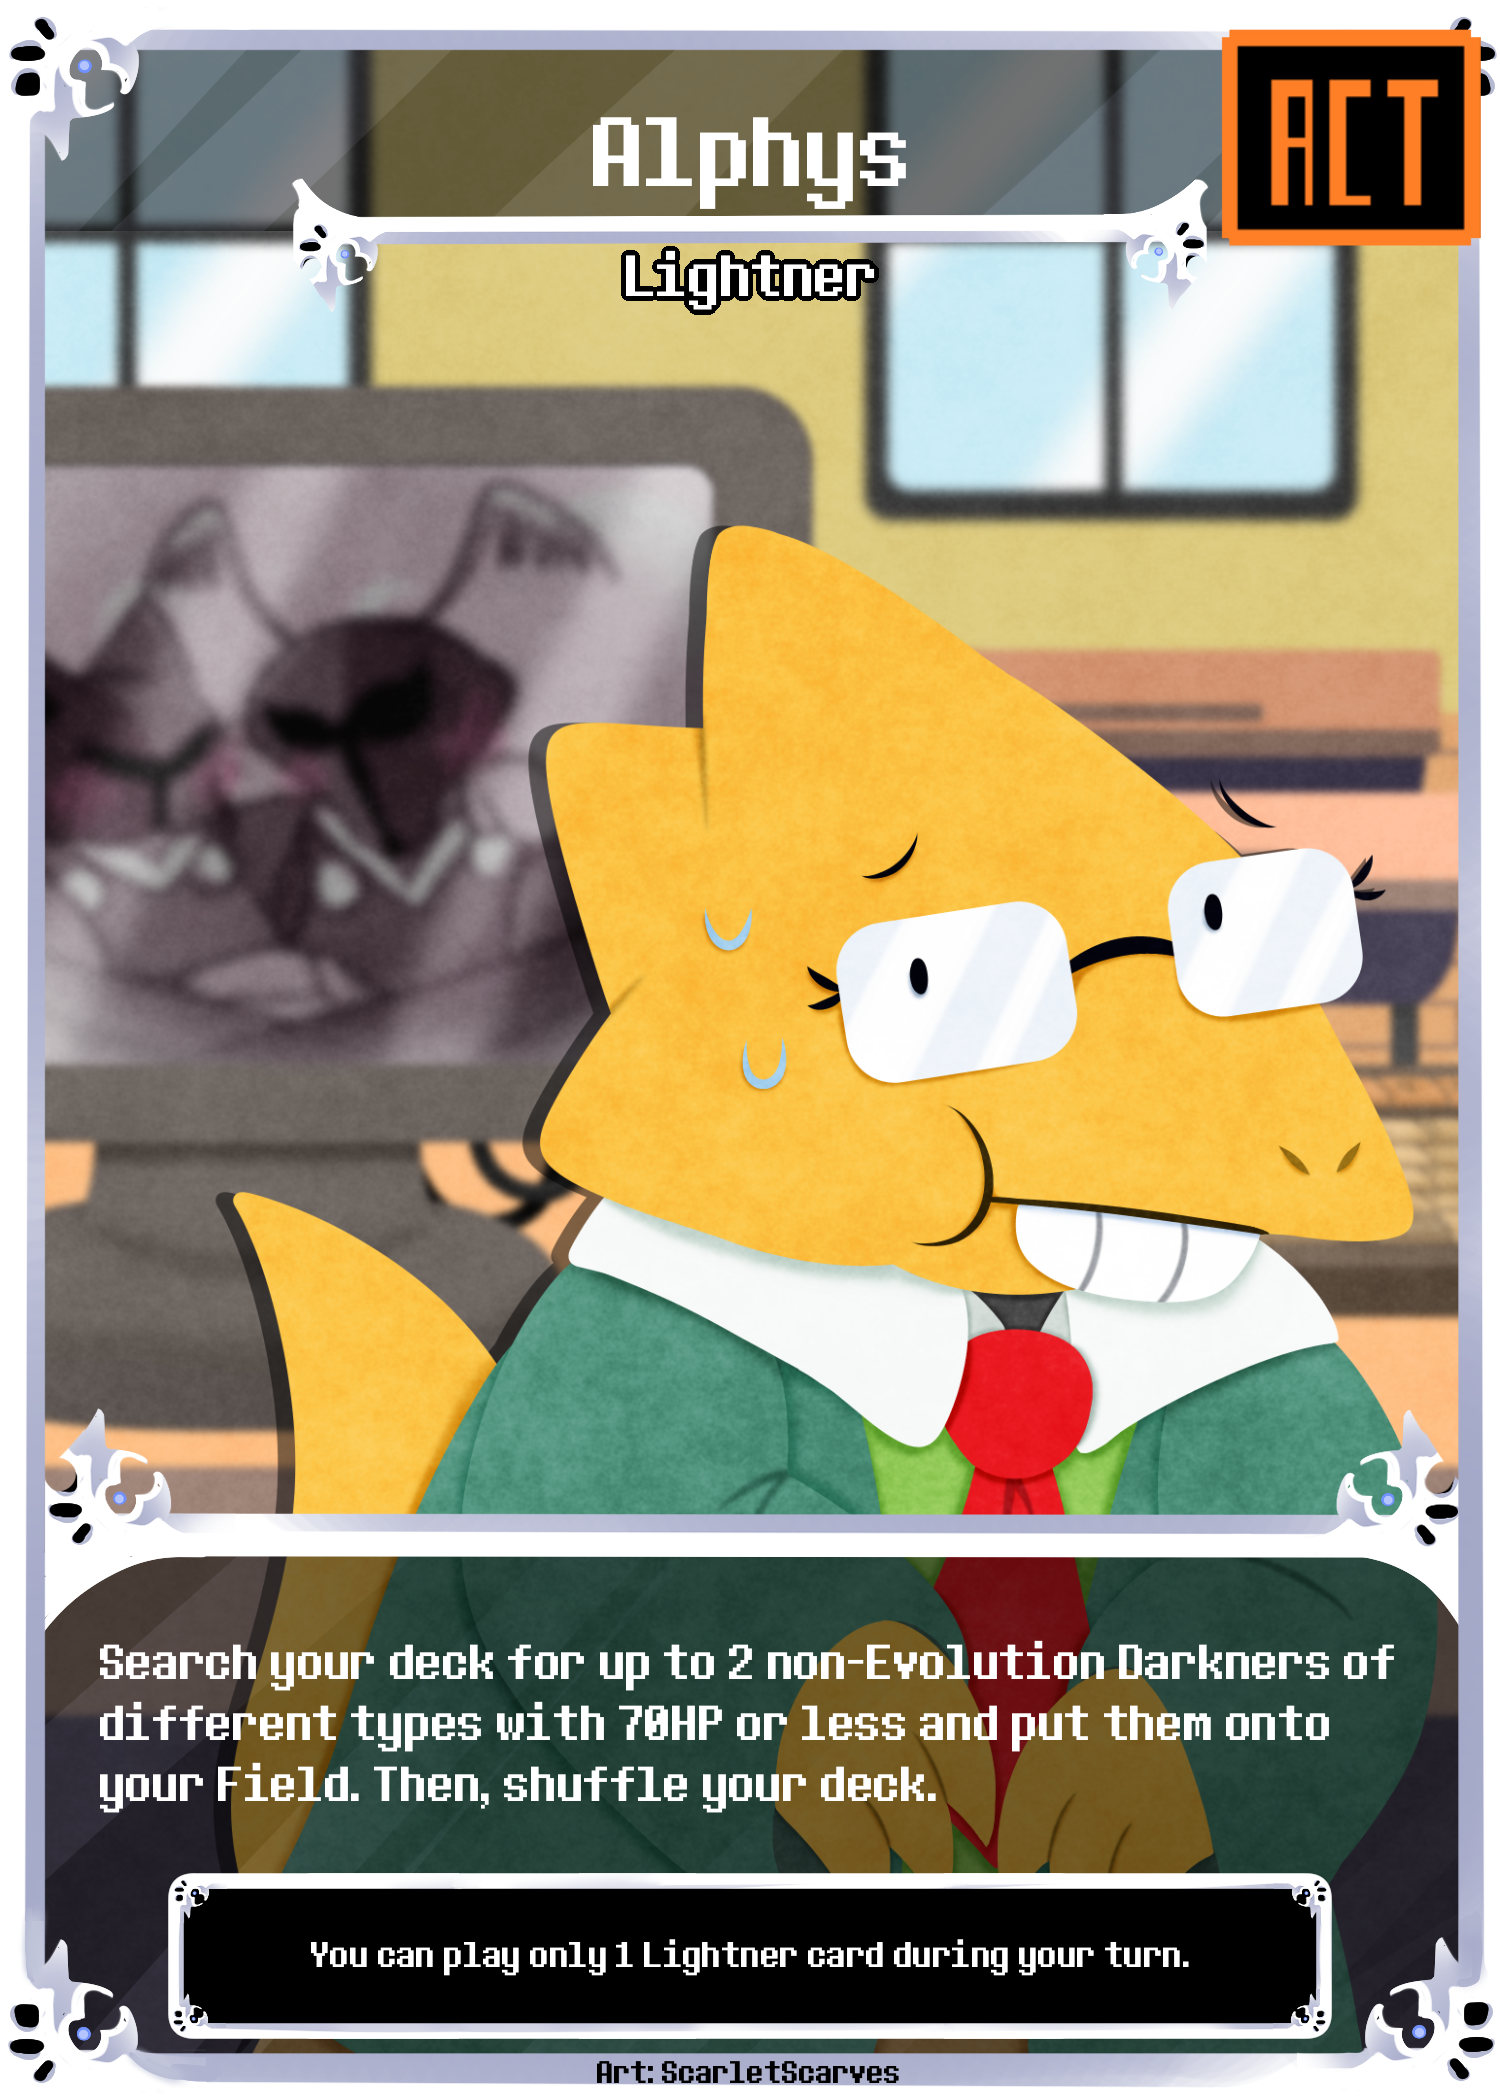 Alphys
ACT
Lightner
Search your deck for up to 2 non-Evolution Darkners of
different types with 70HP or less and put them onto
your Field. Then, shuffle your deck.
You can play only 1 Lightner card during your turn.
Art: ScarletScarves